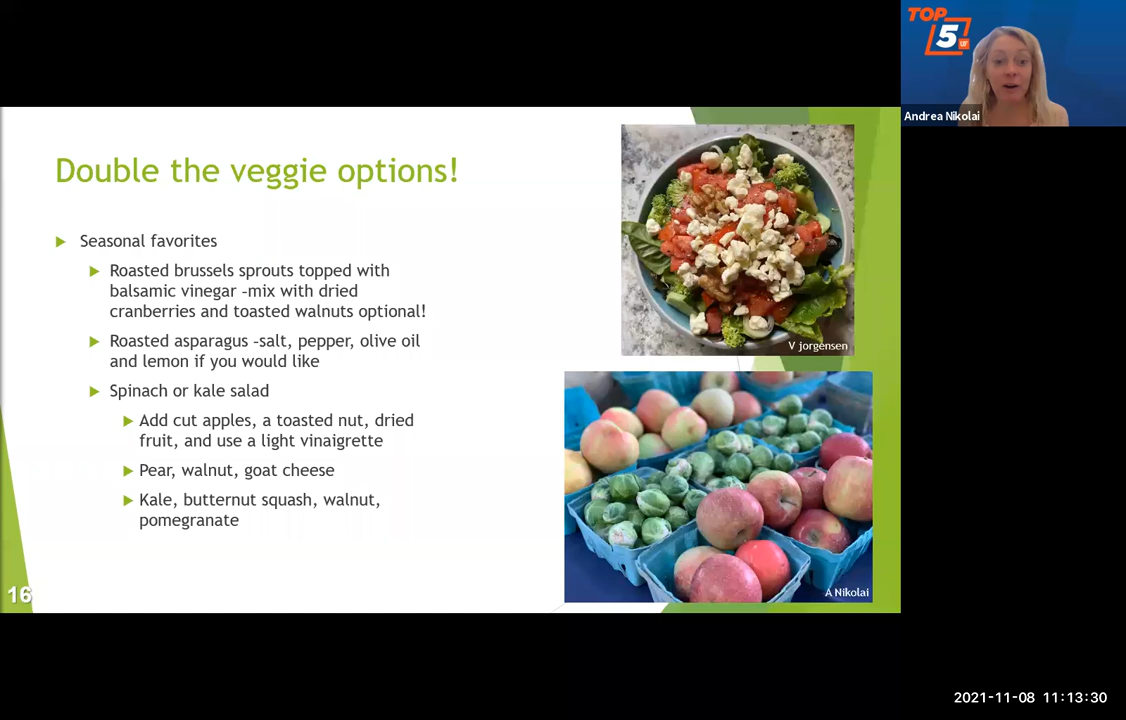 TOP
5
UF
Andrea Nikolai
Double the veggie options!
Seasonal favorites
Roasted brussels sprouts topped with
balsamic vinegar -mix with dried
cranberries and toasted walnuts optional!
Roasted asparagus -salt, pepper, olive oil
and lemon if you would like
Spinach or kale salad
Add cut apples, a toasted nut, dried
fruit, and use a light vinaigrette
Pear, walnut, goat cheese
Kale, butternut squash, walnut,
pomegranate
V jorgensen
A Nikolai
16
2021-11-08 11:13:30